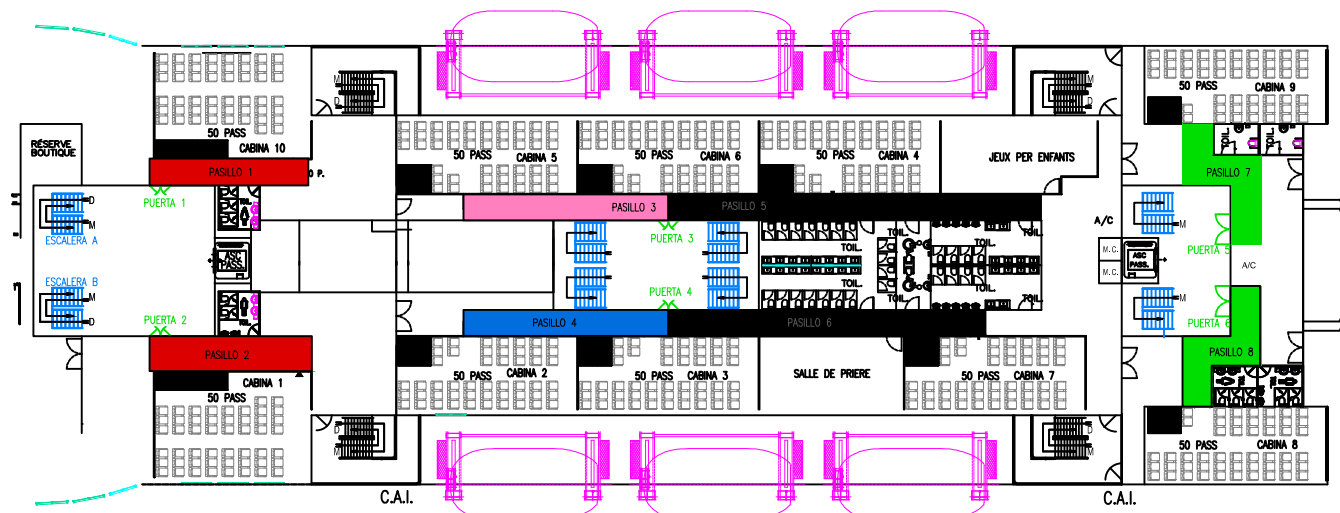 50 PASS
CABINA 10
RÉSERVE
BOUTIQUE
PASILLO 1
PUERTA 1
ESCALERA A
D
M
TOIL.
ASC
PASS.
ESCALERA B
M
D
PUERTA 2
PASILLO 2
CABINA 1
50 PASS
M
D
50 PASS
CABINA 5
50 PASS
CABINA 6
50 PASS
CABINA 4
JEUX PER ENFANTS
PASILLO 3
PASILLO 5
PUERTA 3
PUERTA 4
TOIL.
TOIL.
TOIL.
TOIL.
TOIL.
TOIL.
PASILLO 4
PASILLO 6
50 PASS
CABINA 2
50 PASS
CABINA 3
SALLE DE PRIERE
50 PASS
CABINA 7
D
M
C.A.I.
M
D
50 PASS
CABINA 9
TOIL.
TOIL.
PASILLO 7
A/C
M.C.
M.C.
ASC
PASS.
M
M
PUERTA 5
A/C
PUERTA 6
PASILLO 8
TOIL.
TOIL.
50 PASS
CABINA 8
D
M
C.A.I.